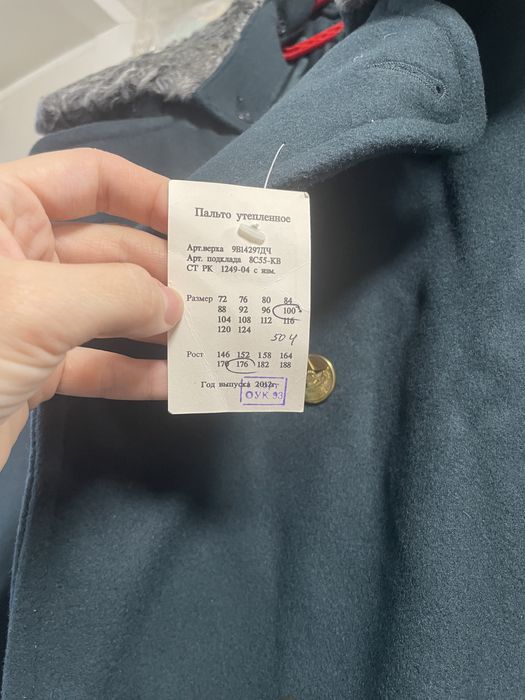 Пальто утепленное
Арт.верха 9В14297ДЧ
Арт. подклада 8С55-КВ
СТ РК 1249-04 с изм.
Размер 72 76 80 84
88 92 96 100
104 108 112 116
120 124
50 4
Рост 146 152 158 164
170 176 182 188
Год выпуска 2012г.
ОУК 93